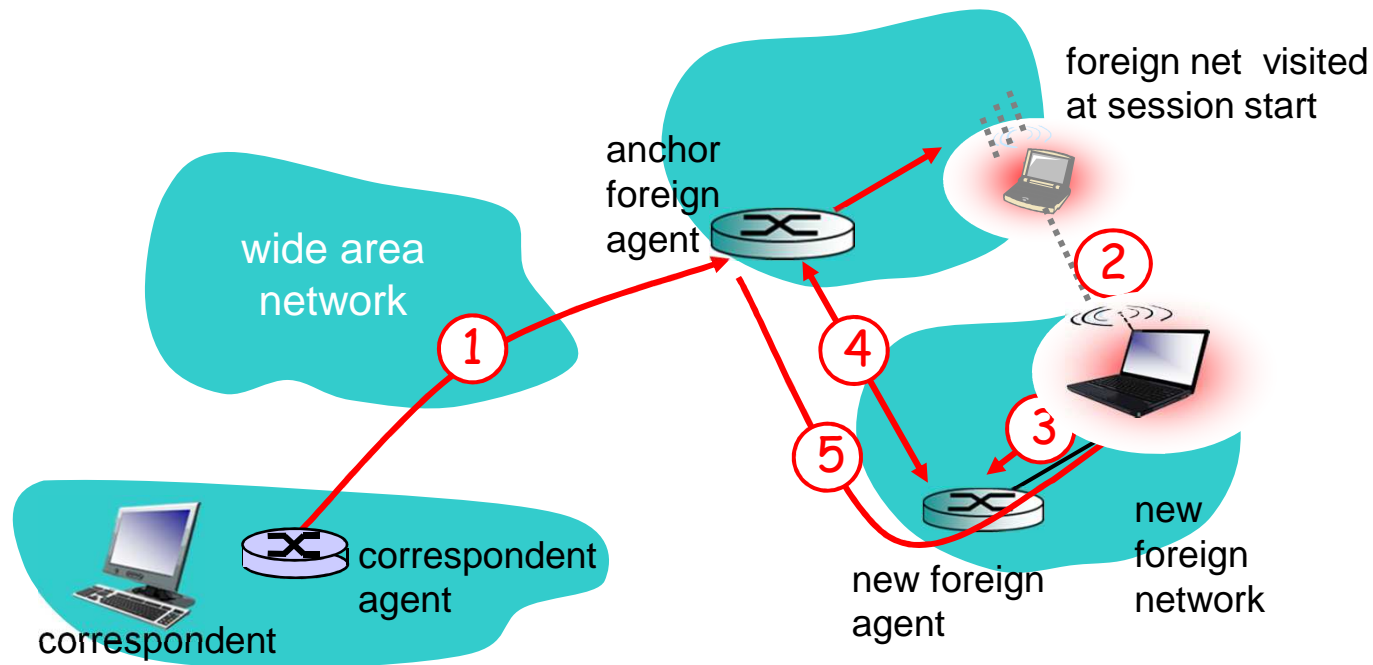 foreign net visited
at session start
anchor
foreign
agent
wide area
network
2
1
4
3
5
correspondent
agent
correspondent
new foreign
agent
new
foreign
network